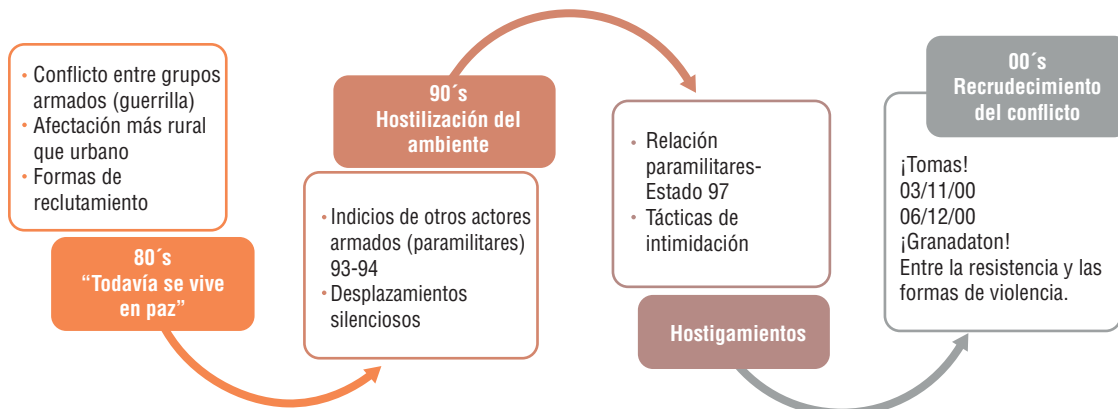 • Conflicto entre grupos
armados (guerrilla)
• Afectación más rural
que urbano
• Formas de
reclutamiento
80´s
“Todavía se vive
en paz”
90´s
Hostilización del
ambiente
• Indicios de otros actores
armados (paramilitares)
93-94
• Desplazamientos
silenciosos
• Relación
paramilitares-
Estado 97
• Tácticas de
intimidación
Hostigamientos
00´s
Recrudecimiento
del conflicto
¡Tomas!
03/11/00
06/12/00
¡Granadaton!
Entre la resistencia y las
formas de violencia.